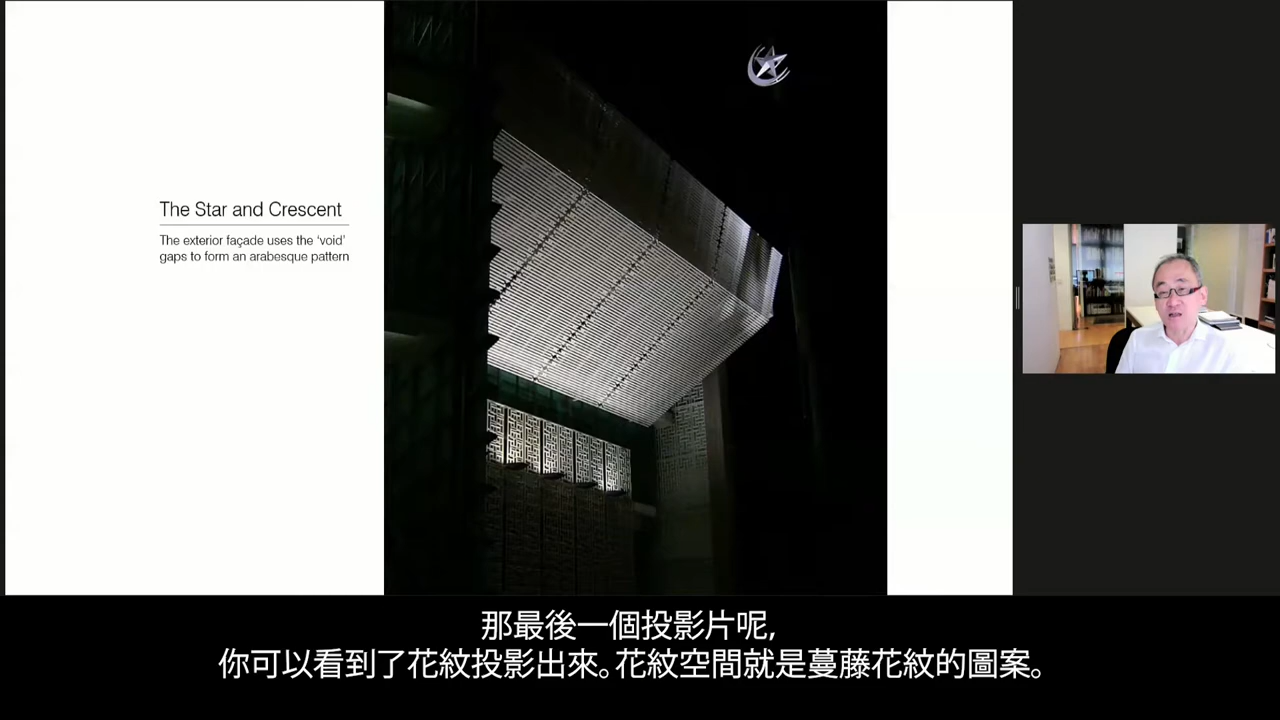 The Star and Crescent
The exterior façade uses the ‘void’
gaps to form an arabesque pattern
那最後一個投影片呢,
你可以看到了花紋投影出來。花紋空間就是蔓藤花紋的圖案。